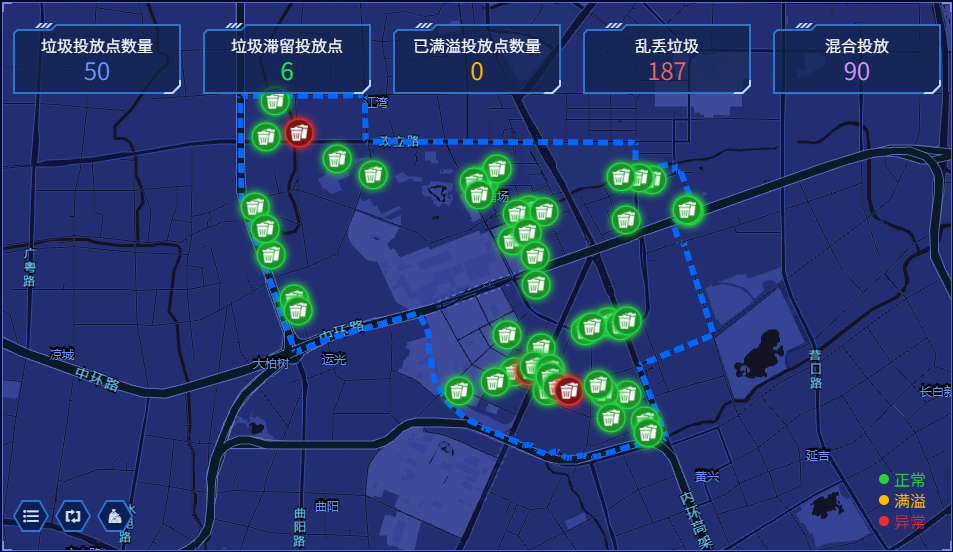 垃圾投放点数量
50
垃圾滞留投放点
6
已满溢投放点数量
0
乱丢垃圾
187
混合投放
90
江湾
政立路
广粤路
中环路
凉城
大柏树
运光
中环路
营口路
长白新
延吉
黄兴
曲阳
曲阳路
内环高架
正常
满溢
异常